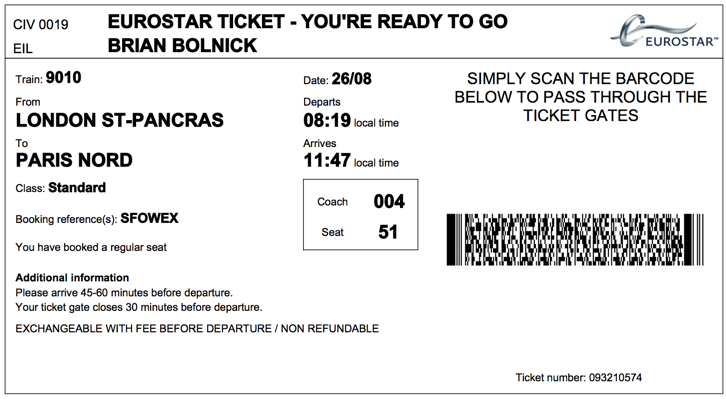 CIV 0019
EUROSTAR TICKET - YOU'RE READY TO GO
EIL
BRIAN BOLNICK
EUROSTAR™
Train: 9010
Date: 26/08
From
LONDON ST-PANCRAS
Departs
08:19 local time
To
PARIS NORD
Arrives
11:47 local time
Class: Standard
Booking reference(s): SFOWEX
You have booked a regular seat
Coach 004
Seat 51
SIMPLY SCAN THE BARCODE
BELOW TO PASS THROUGH THE
TICKET GATES
Additional information
Please arrive 45-60 minutes before departure.
Your ticket gate closes 30 minutes before departure.
EXCHANGEABLE WITH FEE BEFORE DEPARTURE / NON REFUNDABLE
Ticket number: 093210574